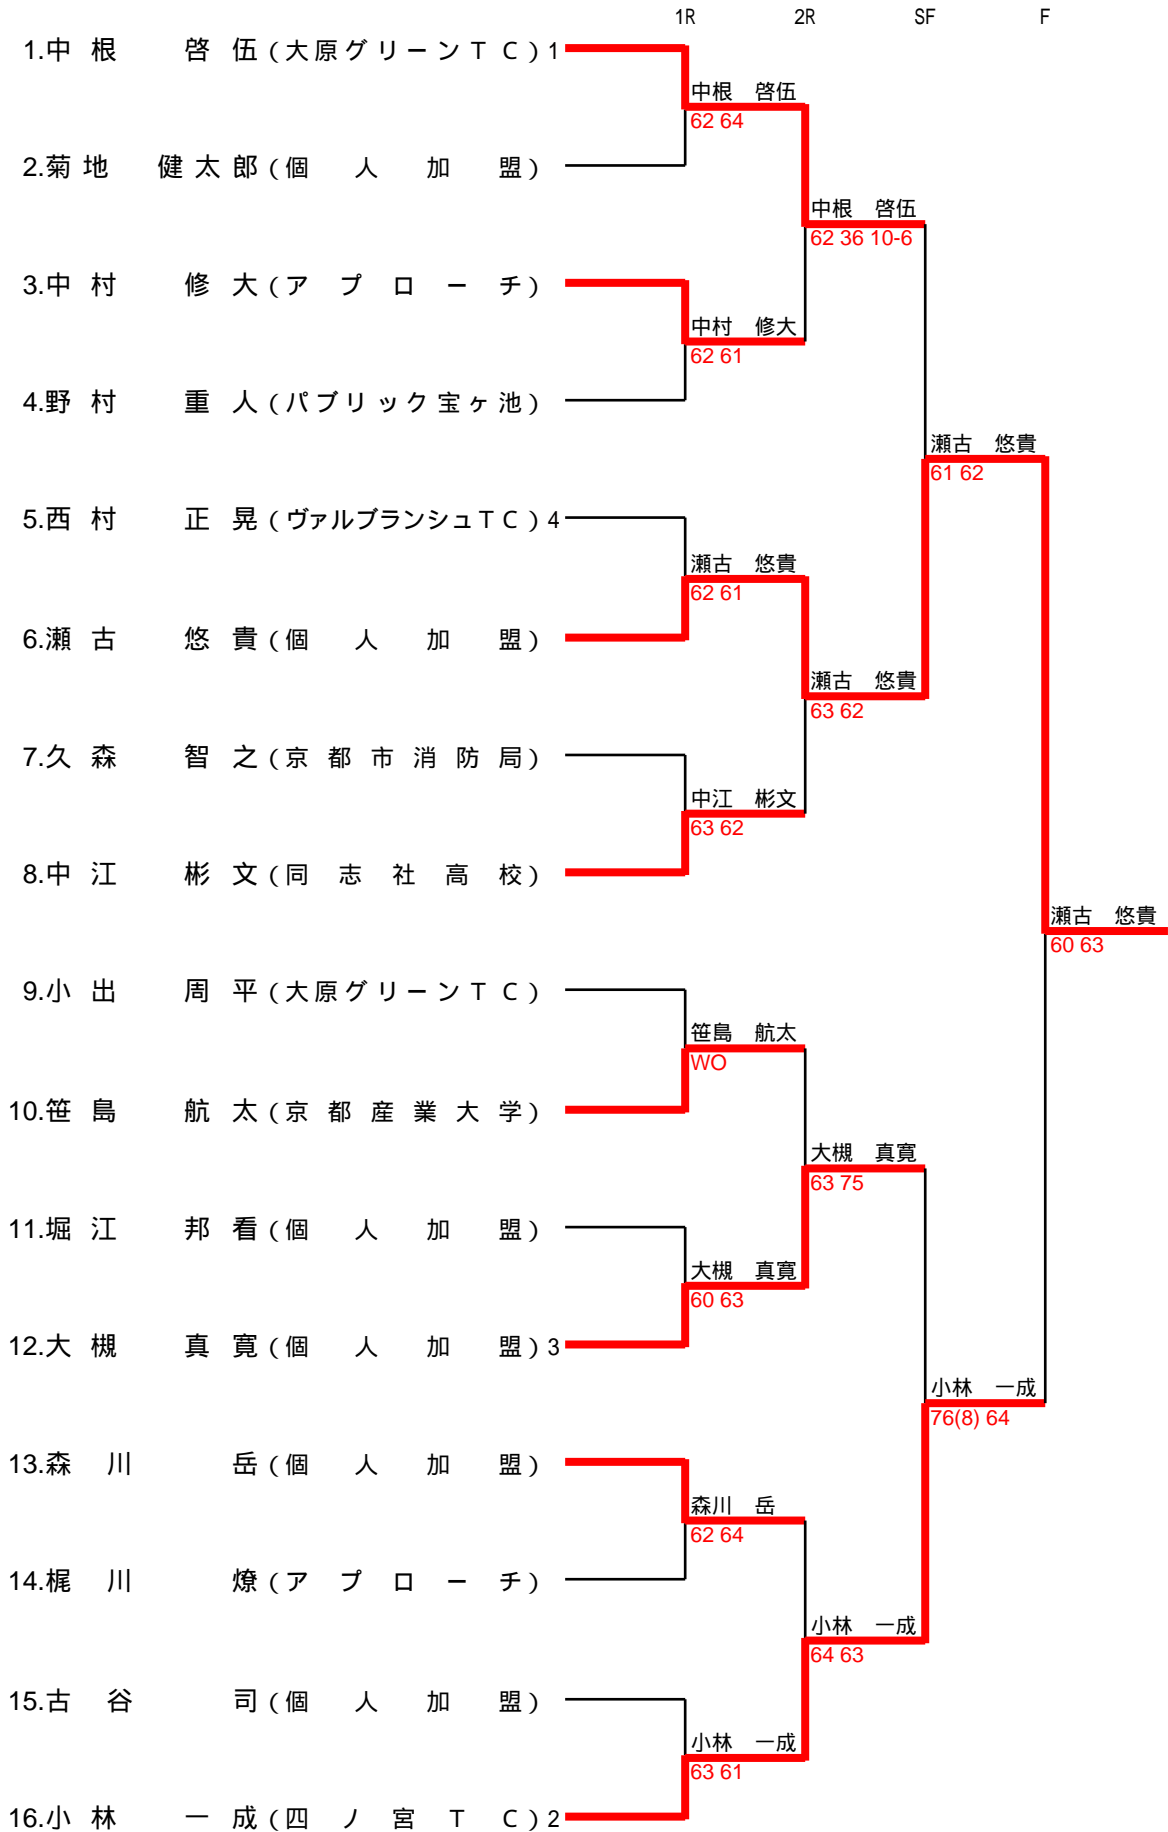 1R 2R SF F
1.中根 啓伍(大原グリーンTC)1
中根 啓伍
62 64
2.菊地 健太郎(個人加盟)
中根 啓伍
62 36 10-6
3.中村 修大(アプローチ)
中村 修大
62 61
4.野村 重人(パブリック宝ヶ池)
瀬古 悠貴
61 62
5.西村 正晃(ヴァルブランシュTC)4
瀬古 悠貴
62 61
6.瀬古 悠貴(個人加盟)
瀬古 悠貴
63 62
7.久森 智之(京都市消防局)
中江 彬文
63 62
8.中江 彬文(同志社高校)
瀬古 悠貴
60 63
9.小出 周平(大原グリーンTC)
笹島 航太
WO
10.笹島 航太(京都産業大学)
大槻 真寛
63 75
11.堀江 邦看(個人加盟)
大槻 真寛
60 63
12.大槻 真寛(個人加盟)3
小林 一成
76(8) 64
13.森川 岳(個人加盟)
森川 岳
62 64
14.梶川 燎(アプローチ)
小林 一成
64 63
15.古谷 司(個人加盟)
小林 一成
63 61
16.小林 一成(四ノ宮TC)2